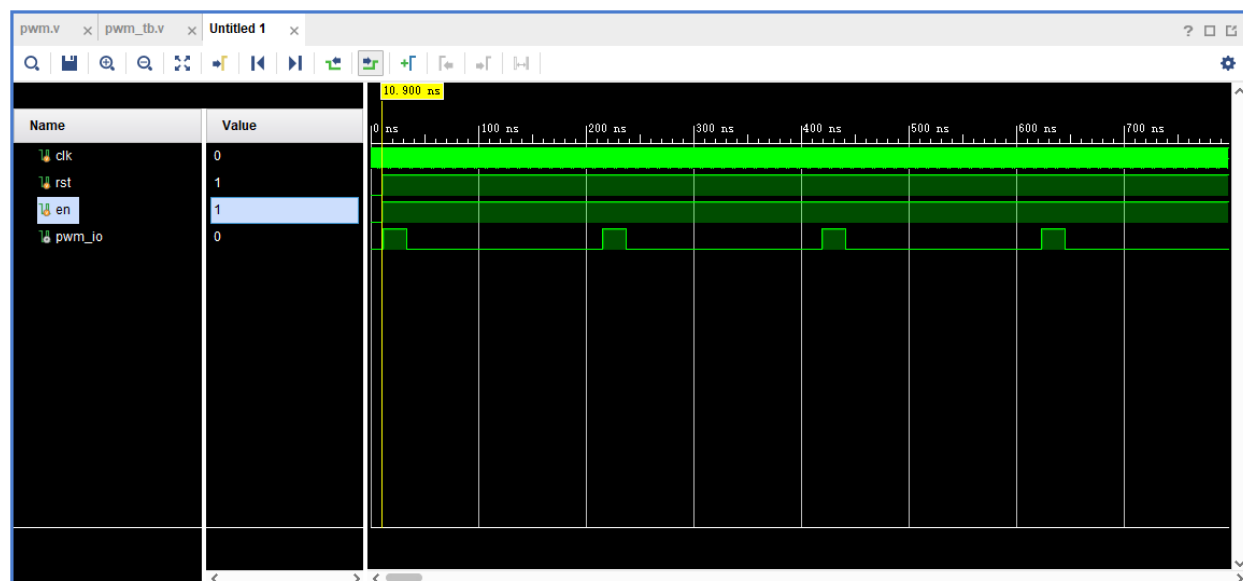 pwm.v × pwm_tb.v × Untitled 1 ×
10.900 ns
Name Value
0 ns 100 ns 200 ns 300 ns 400 ns 500 ns 600 ns 700 ns
clk 0
rst 1
en 1
pwm_io 0